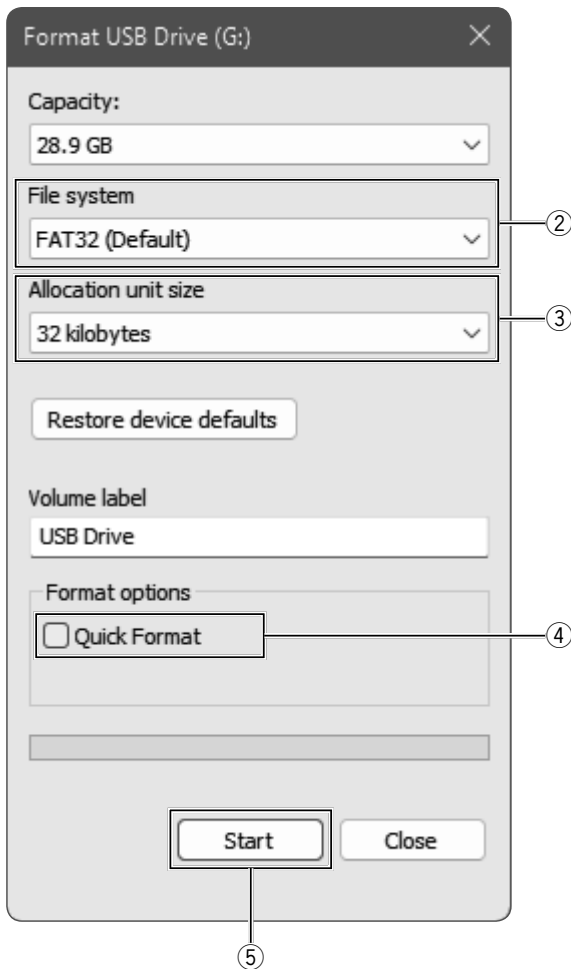 Format USB Drive (G:)
Capacity:
28.9 GB
File system
FAT32 (Default)
②
Allocation unit size
32 kilobytes
③
Restore device defaults
Volume label
USB Drive
Format options
Quick Format
④
Start
Close
⑤